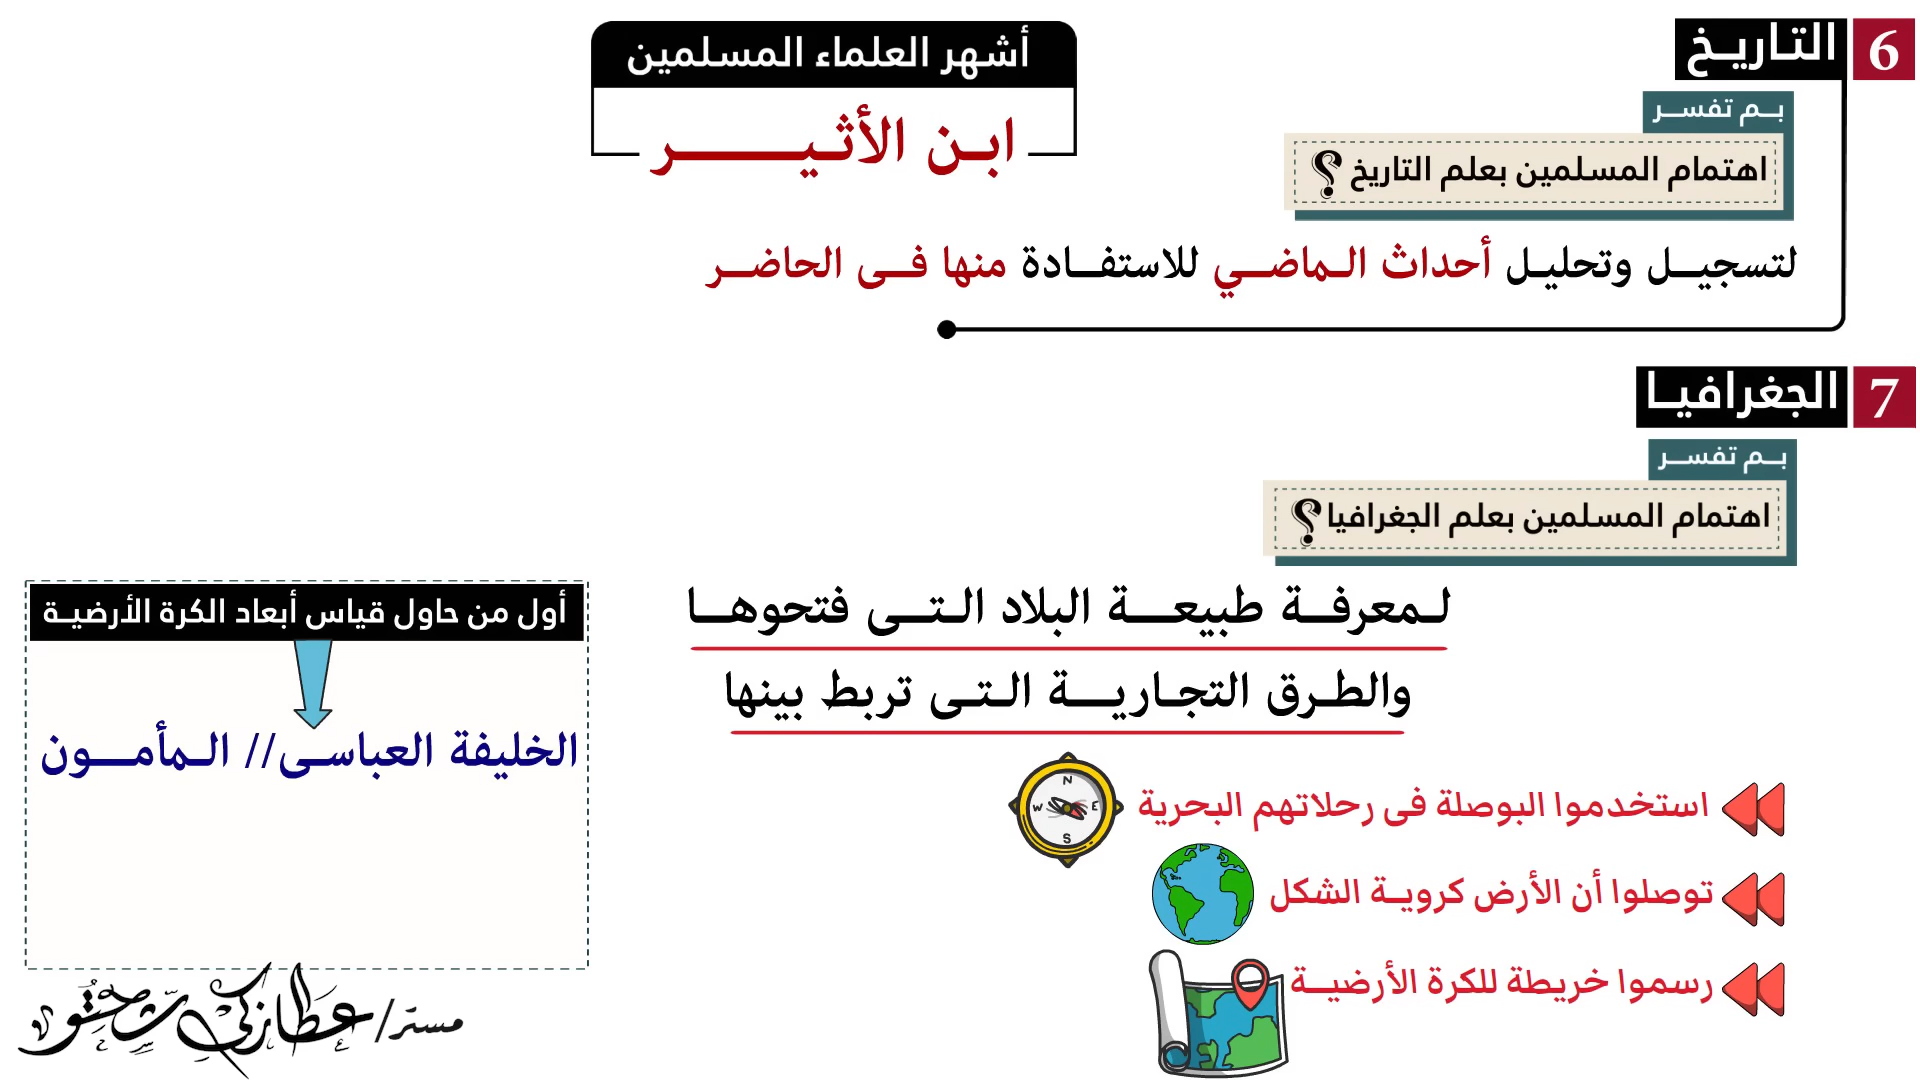 6 التاريخ
أشهر العلماء المسلمين
ابن الأثير
بم تفسر
اهتمام المسلمين بعلم التاريخ ؟
لتسجيل وتحليل أحداث الماضي للاستفادة منها فى الحاضر
7 الجغرافيا
بم تفسر
اهتمام المسلمين بعلم الجغرافيا ؟
لمعرفة طبيعة البلاد التى فتحوها
والطرق التجارية التى تربط بينها
استخدموا البوصلة فى رحلاتهم البحرية
N
W E
S
توصلوا أن الأرض كروية الشكل
رسموا خريطة للكرة الأرضية
أول من حاول قياس أبعاد الكرة الأرضية
الخليفة العباسى// المأمون
مستر/